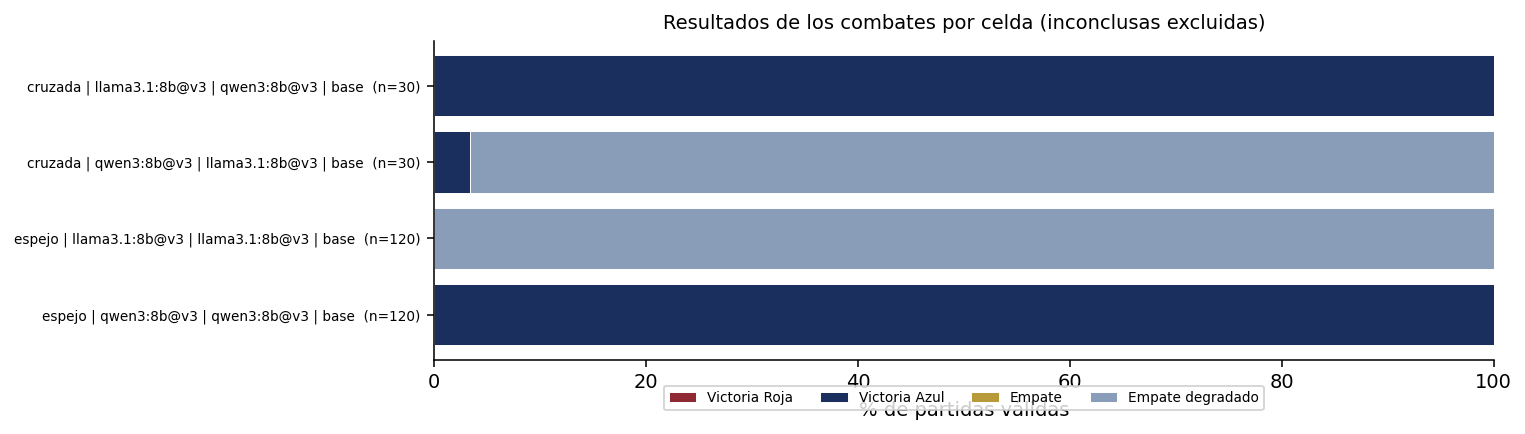 Resultados de los combates por celda (inconclusas excluidas)
cruzada | llama3.1:8b@v3 | qwen3:8b@v3 | base (n=30)
cruzada | qwen3:8b@v3 | llama3.1:8b@v3 | base (n=30)
espejo | llama3.1:8b@v3 | llama3.1:8b@v3 | base (n=120)
espejo | qwen3:8b@v3 | qwen3:8b@v3 | base (n=120)
0 20 40 60 80 100
Victoria Roja Victoria Azul Empate Empate degradado
% de partidas válidas